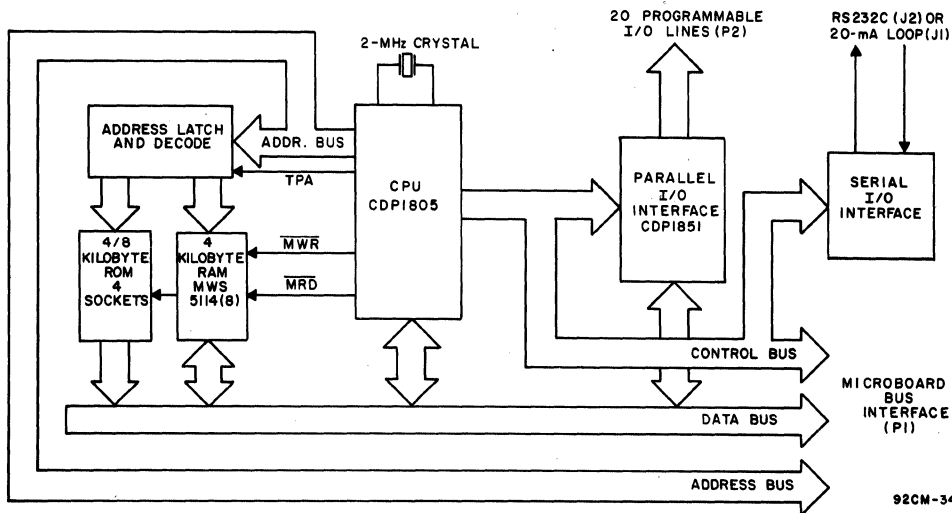 20 PROGRAMMABLE
I/O LINES (P2)
RS232C (J2) OR
20-mA LOOP (J1)
2-MHz CRYSTAL
ADDRESS LATCH
AND DECODE
ADDR. BUS
TPA
CPU
CDP1805
PARALLEL
I/O
INTERFACE
CDP1851
SERIAL
I/O
INTERFACE
4/8
KILOBYTE
ROM
4
SOCKETS
4
KILOBYTE
RAM
MWS
5114(8)
MWR
MRD
CONTROL BUS
MICROBOARD
BUS
INTERFACE
(P1)
DATA BUS
ADDRESS BUS
92CM-34